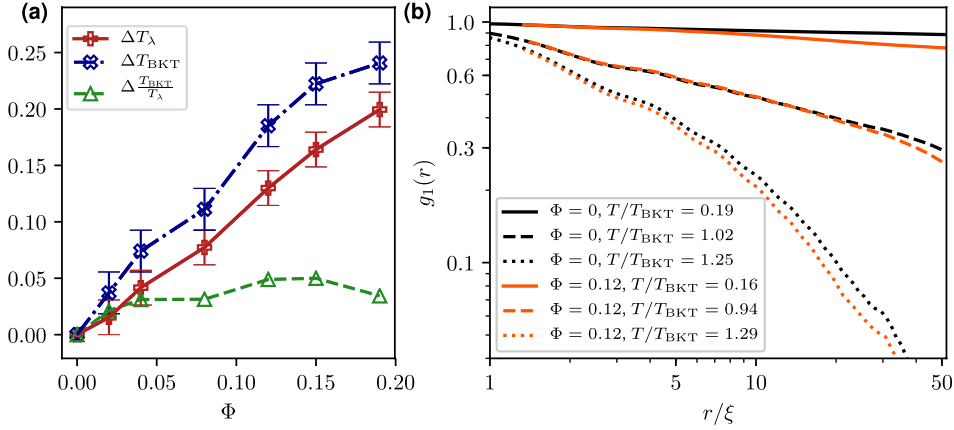 (a)
ΔT_λ
ΔT_BKT
Δ T_BKT/T_λ
0.25
0.20
0.15
0.10
0.05
0.00
0.00 0.05 0.10 0.15 0.20
Φ
(b)
1.0
0.6
0.3
0.1
g₁(r)
Φ = 0, T/T_BKT = 0.19
Φ = 0, T/T_BKT = 1.02
Φ = 0, T/T_BKT = 1.25
Φ = 0.12, T/T_BKT = 0.16
Φ = 0.12, T/T_BKT = 0.94
Φ = 0.12, T/T_BKT = 1.29
1 5 10 50
r/ξ